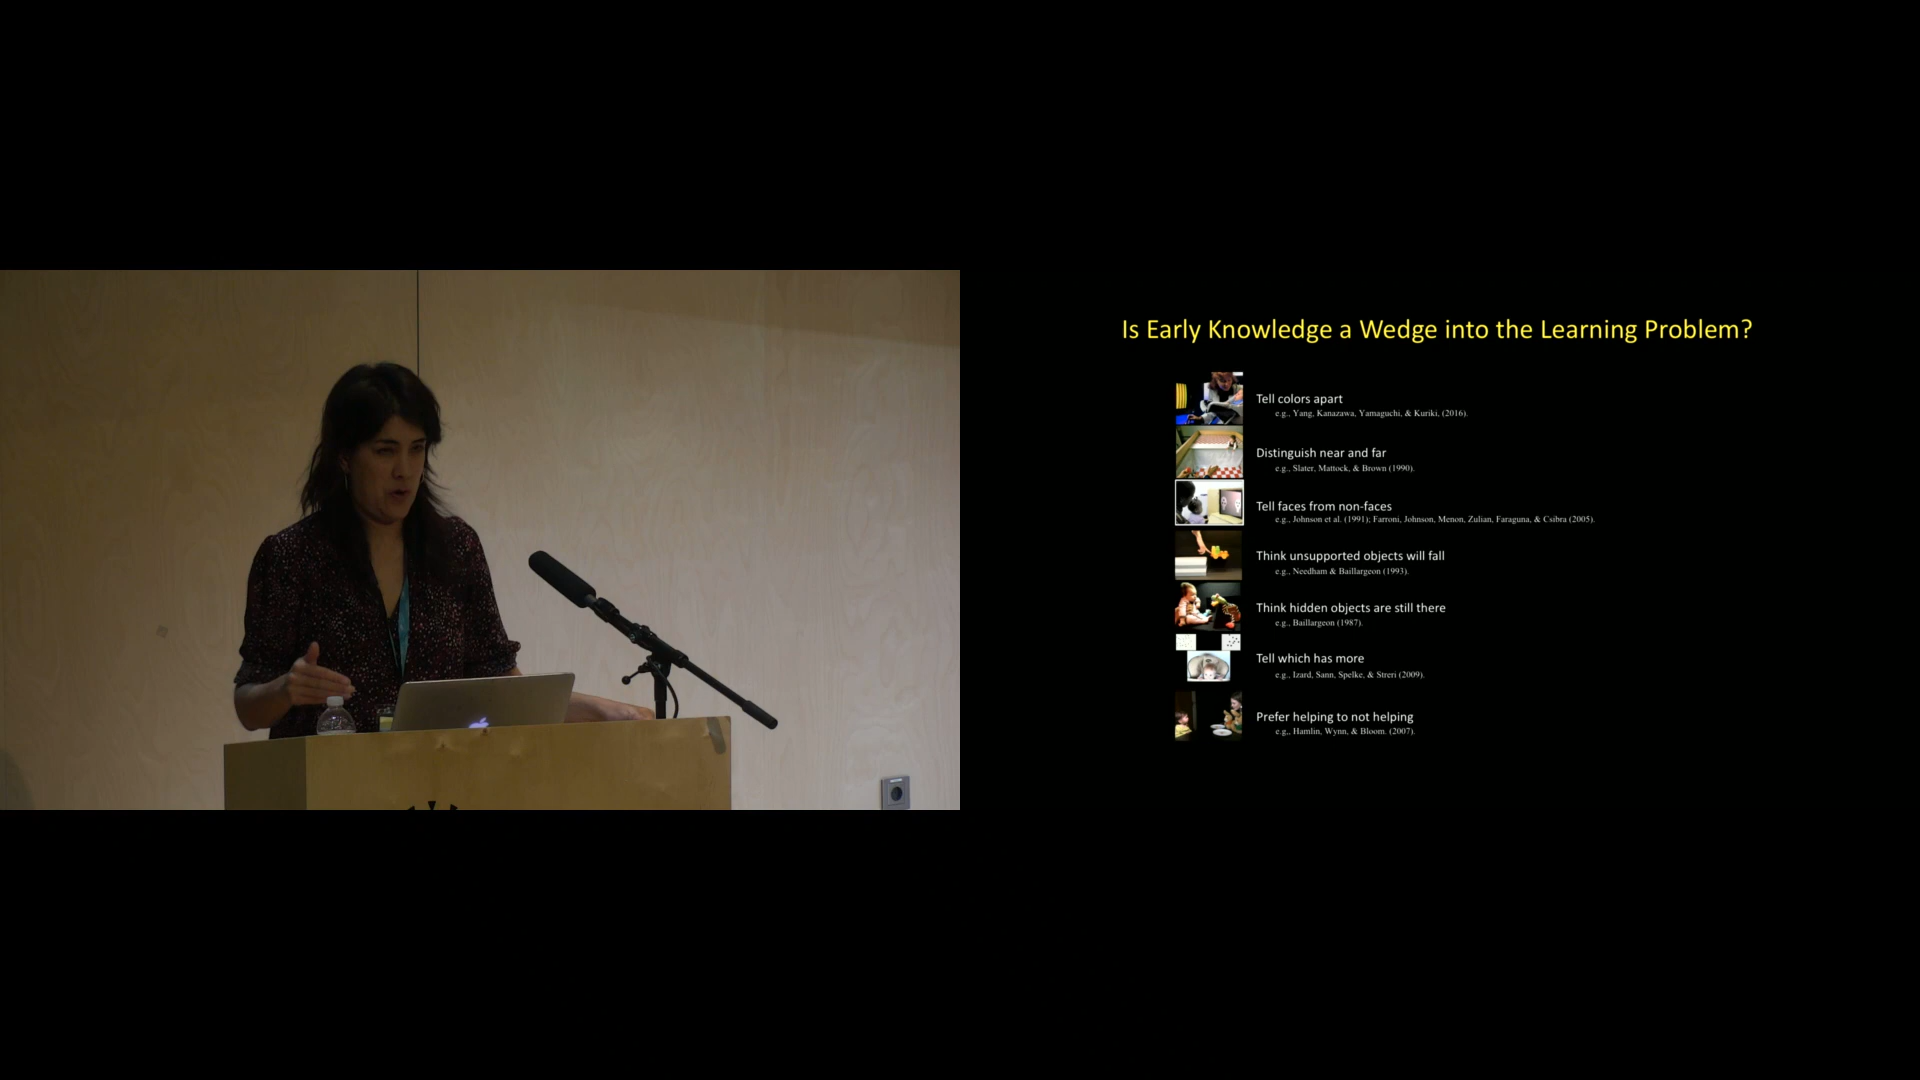 Is Early Knowledge a Wedge into the Learning Problem?
Tell colors apart
e.g., Yang, Kanazawa, Yamaguchi, & Kuriki, (2016).
Distinguish near and far
e.g., Slater, Mattock, & Brown (1990).
Tell faces from non-faces
e.g., Johnson et al. (1991); Farroni, Johnson, Menon, Zulian, Faraguna, & Csibra (2005).
Think unsupported objects will fall
e.g., Needham & Baillargeon (1993).
Think hidden objects are still there
e.g., Baillargeon (1987).
Tell which has more
e.g., Izard, Sann, Spelke, & Streri (2009).
Prefer helping to not helping
e.g,, Hamlin, Wynn, & Bloom. (2007).